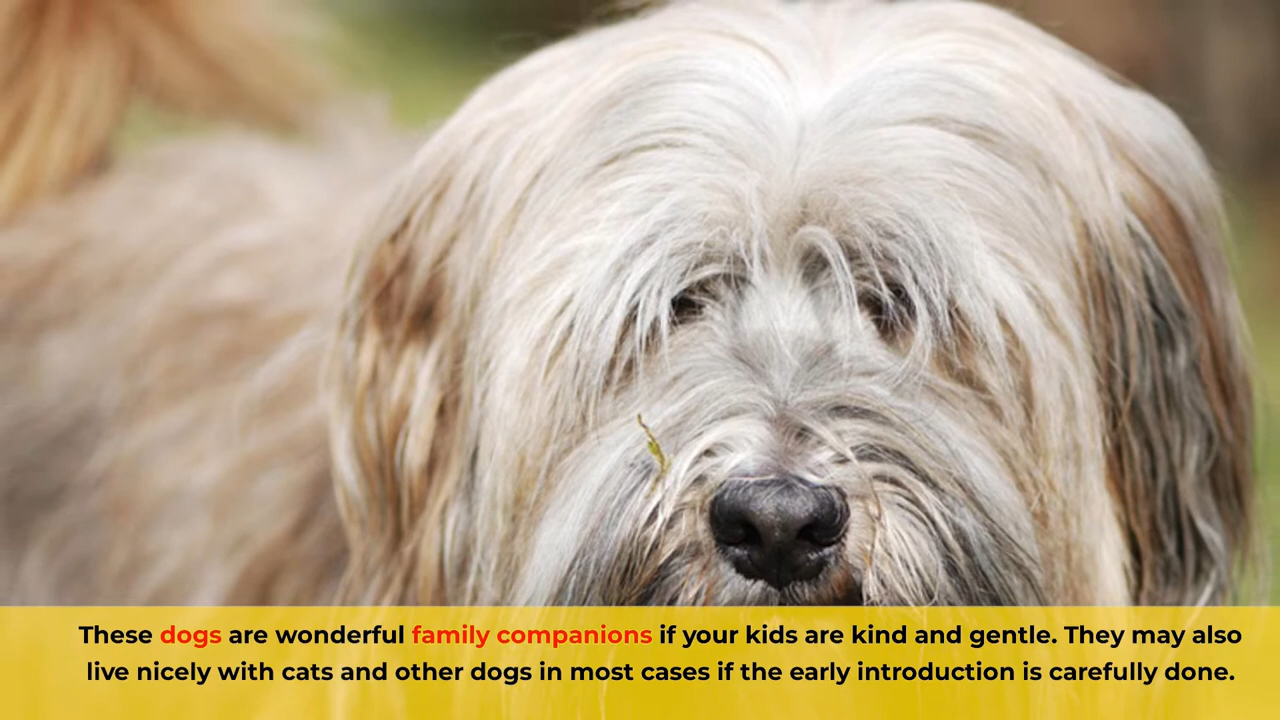 These dogs are wonderful family companions if your kids are kind and gentle. They may also
live nicely with cats and other dogs in most cases if the early introduction is carefully done.